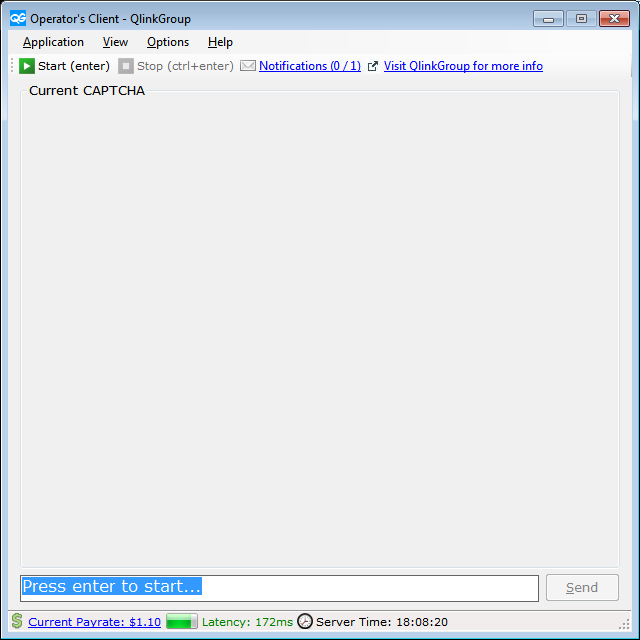 QG Operator's Client - QlinkGroup
Application View Options Help
Start (enter) Stop (ctrl+enter) Notifications (0 / 1) Visit QlinkGroup for more info
Current CAPTCHA
Press enter to start...
Send
$ Current Payrate: $1.10 Latency: 172ms Server Time: 18:08:20